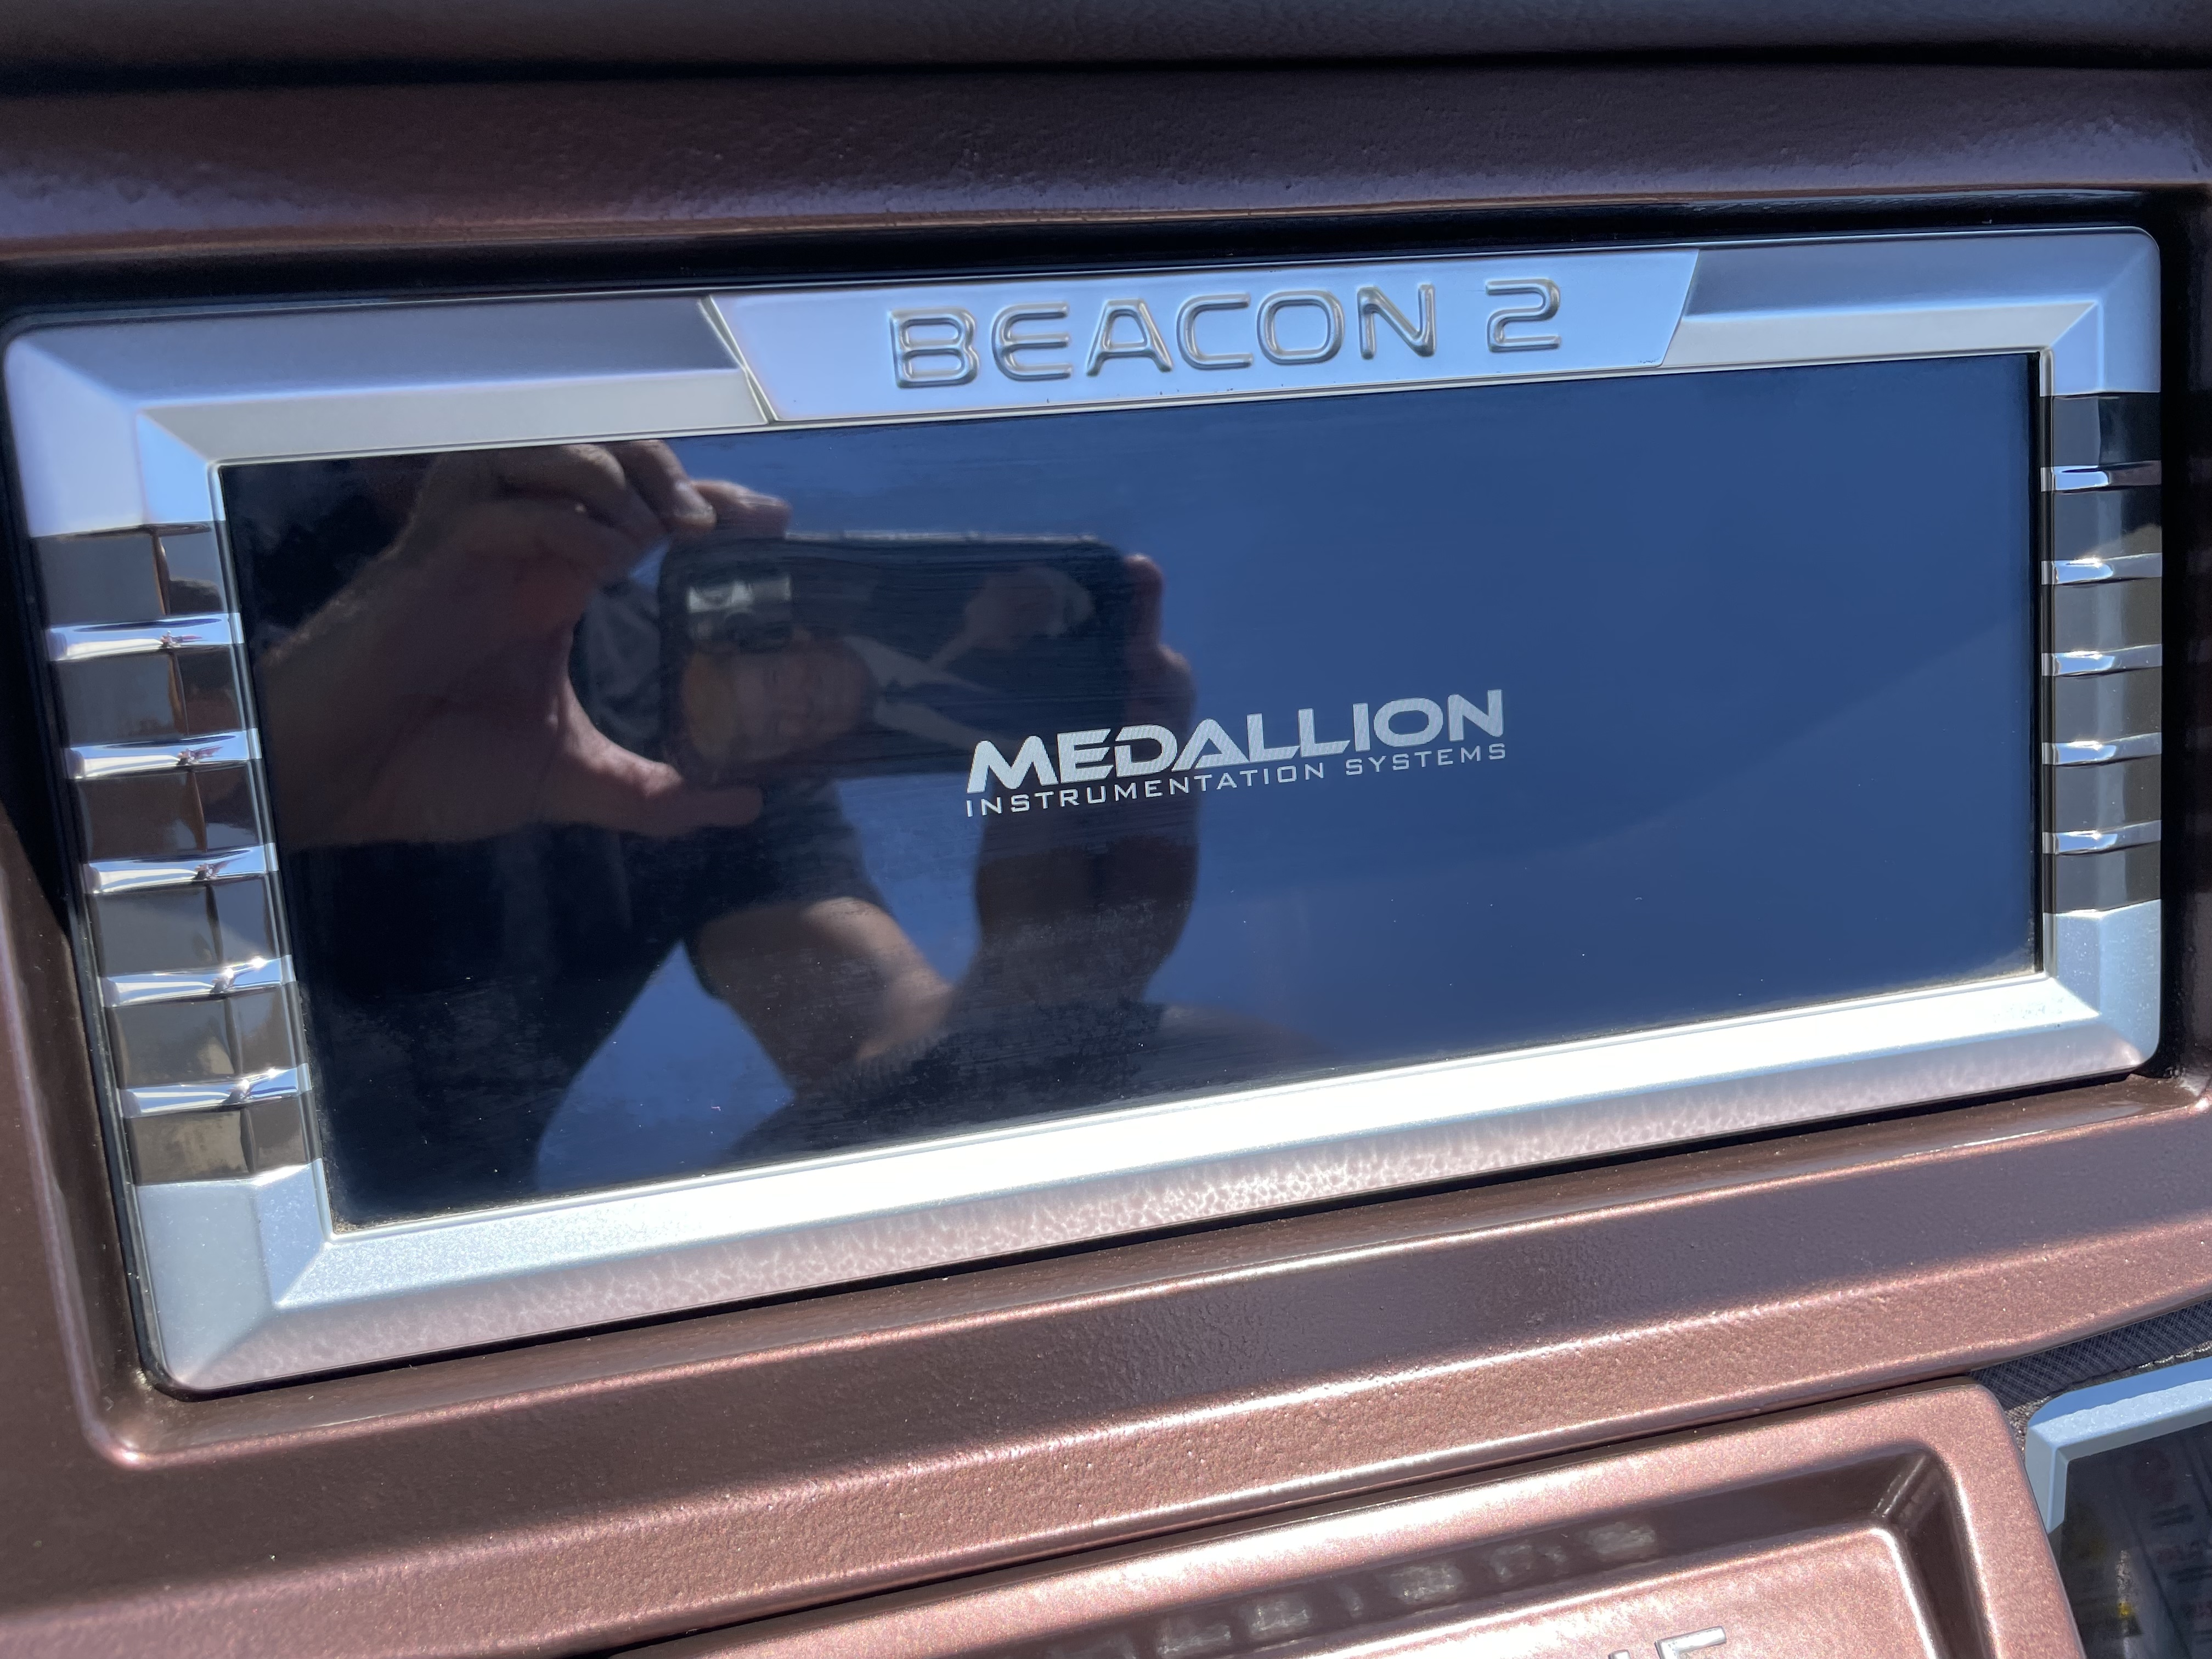 BEACON 2
MEDALLION
INSTRUMENTATION SYSTEMS